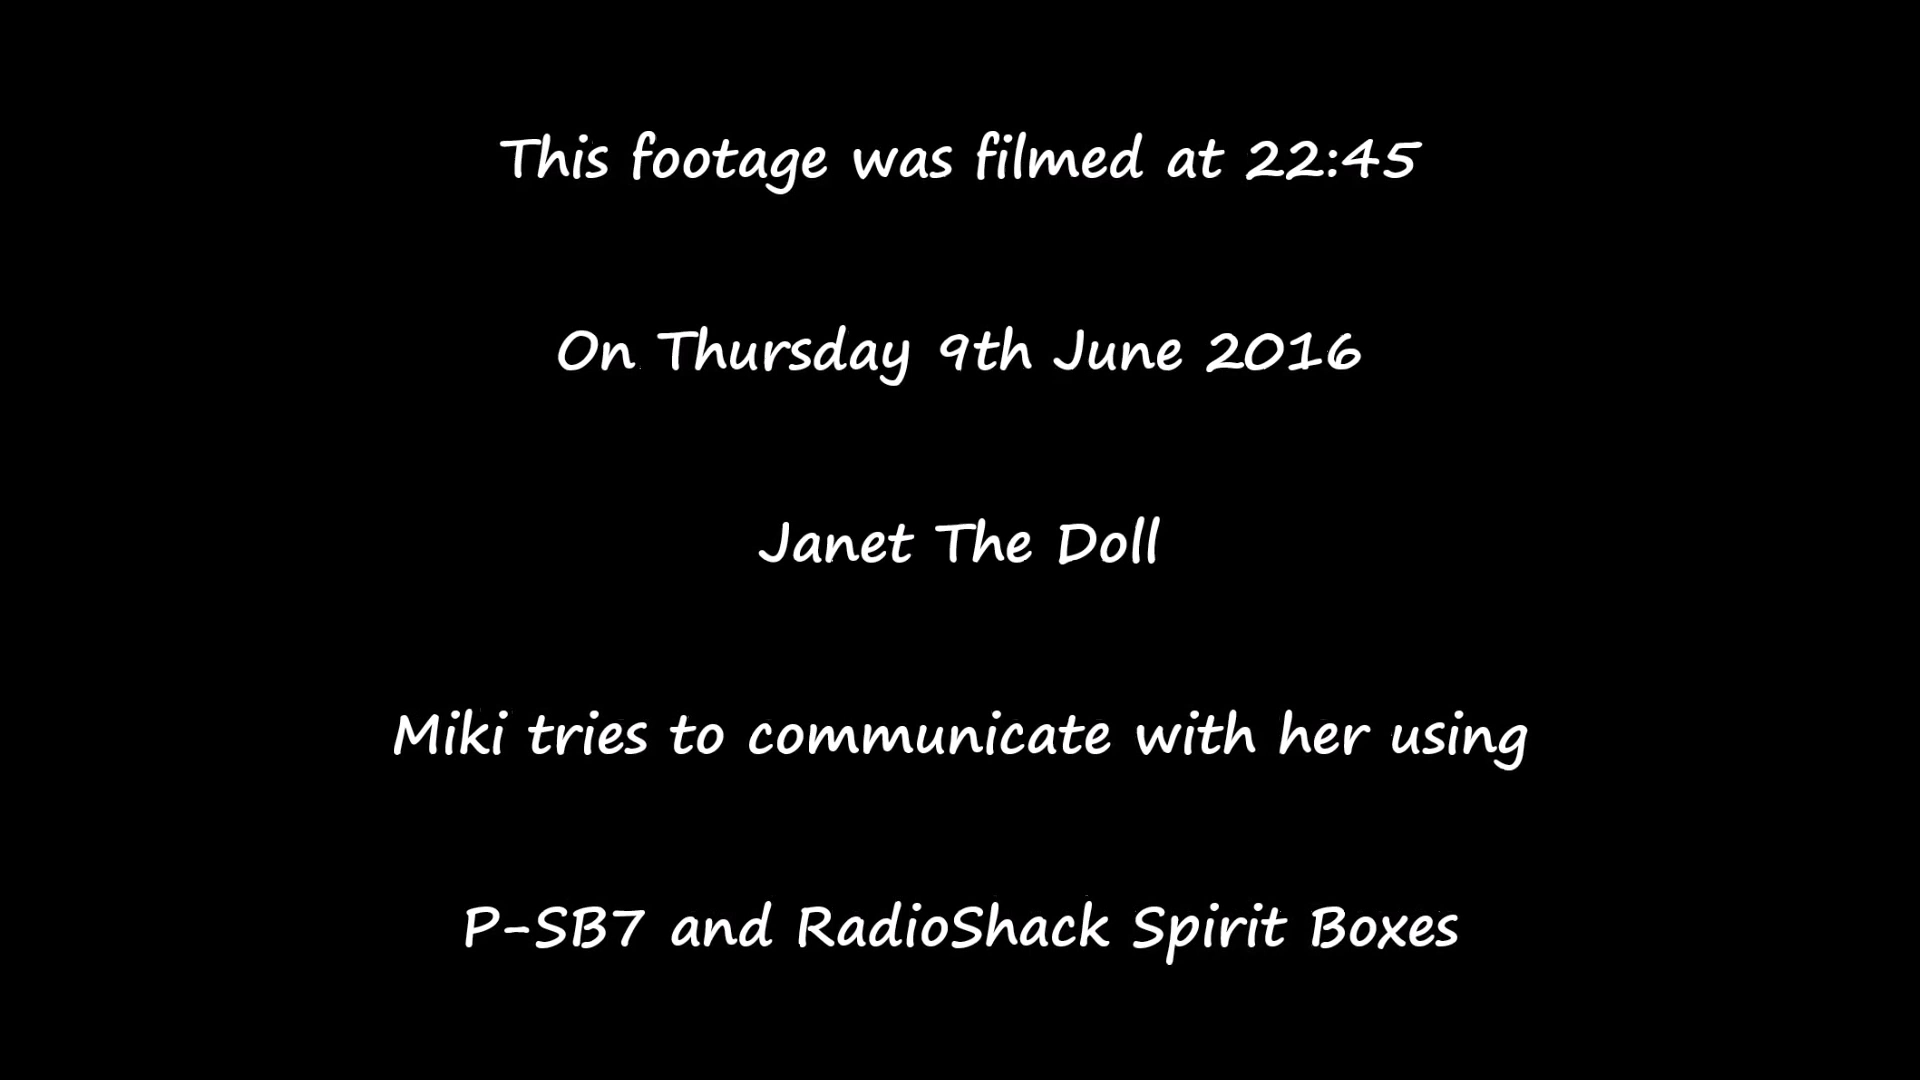 This footage was filmed at 22:45
On Thursday 9th June 2016
Janet The Doll
Miki tries to communicate with her using
P-SB7 and RadioShack Spirit Boxes